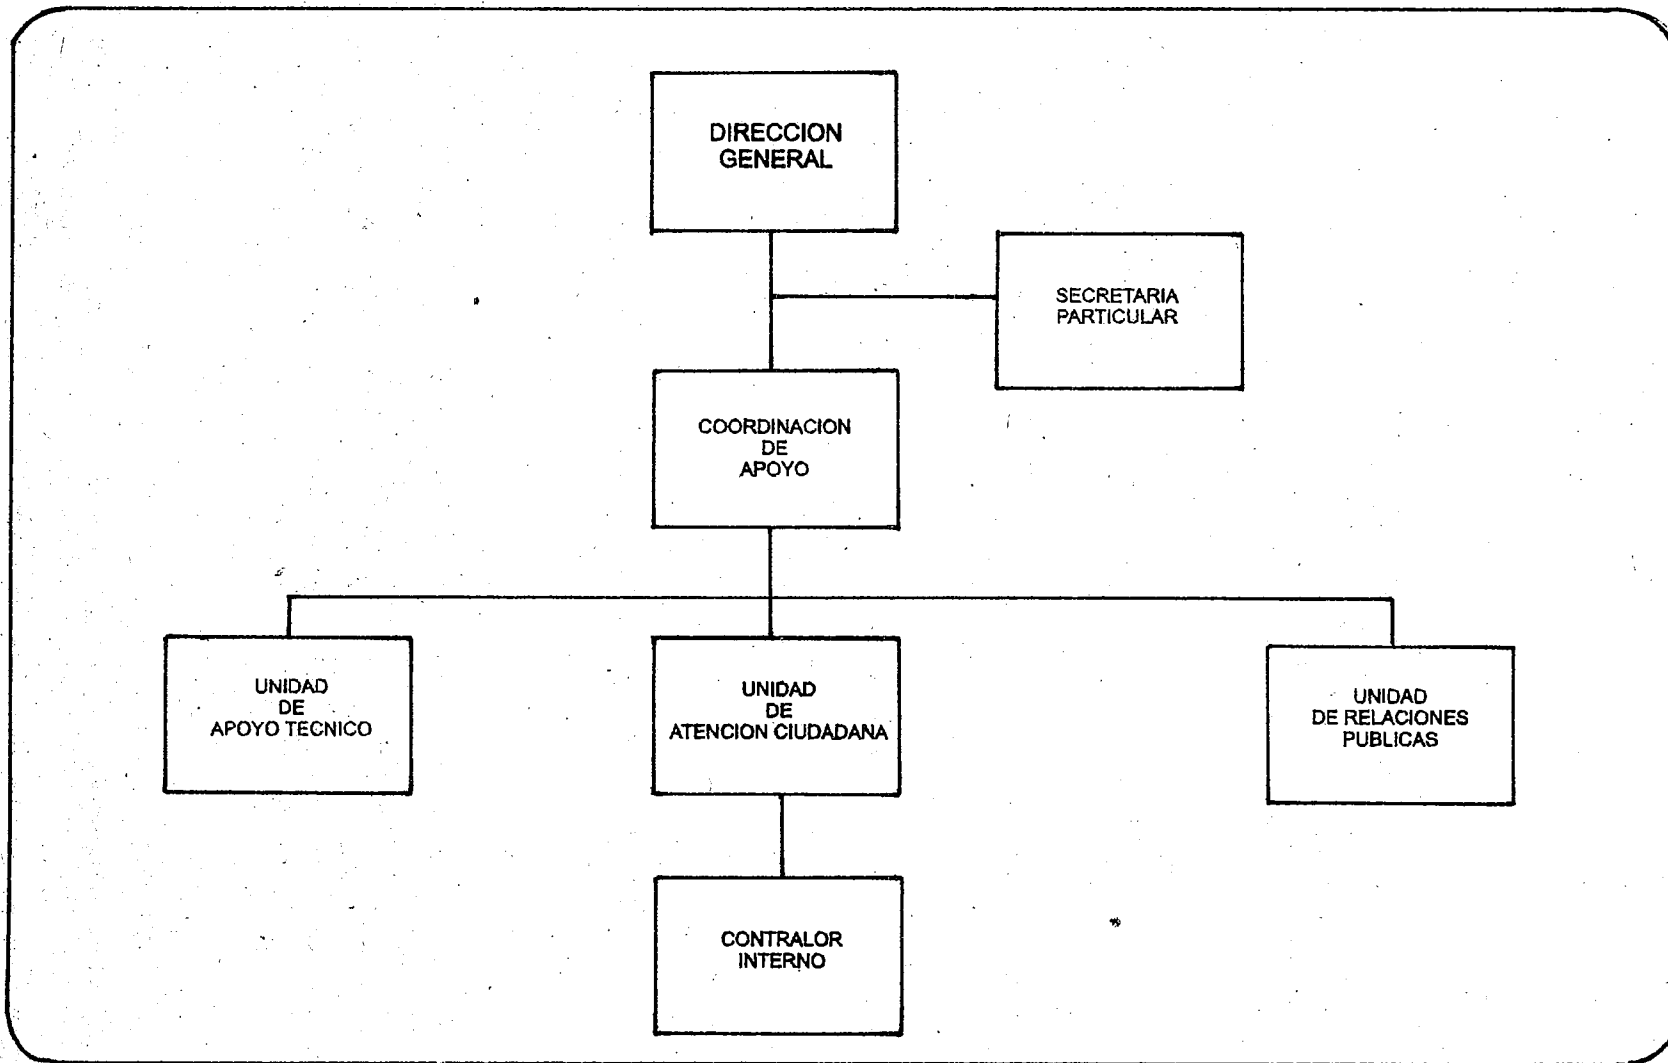 DIRECCION
GENERAL
SECRETARIA
PARTICULAR
COORDINACION
DE
APOYO
UNIDAD
DE
APOYO TECNICO
UNIDAD
DE
ATENCION CIUDADANA
UNIDAD
DE RELACIONES
PUBLICAS
CONTRALOR
INTERNO